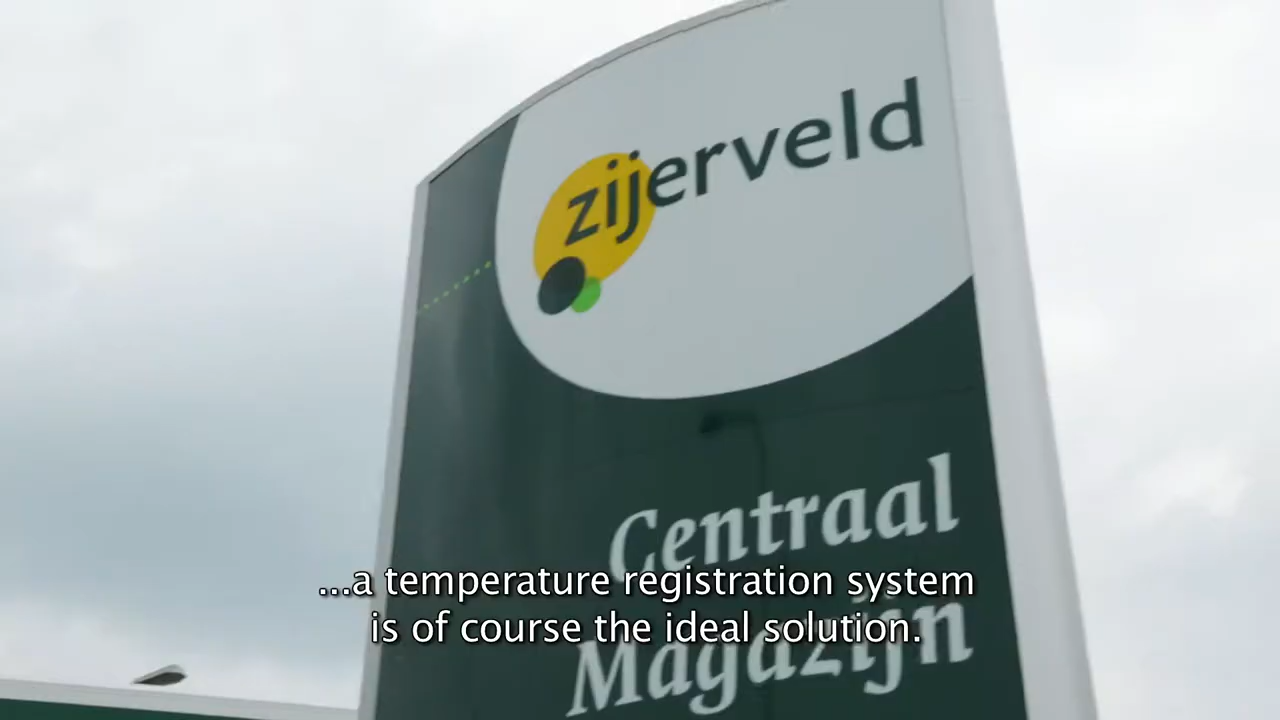 zijerveld
Centraal
Magazijn
...a temperature registration system
is of course the ideal solution.